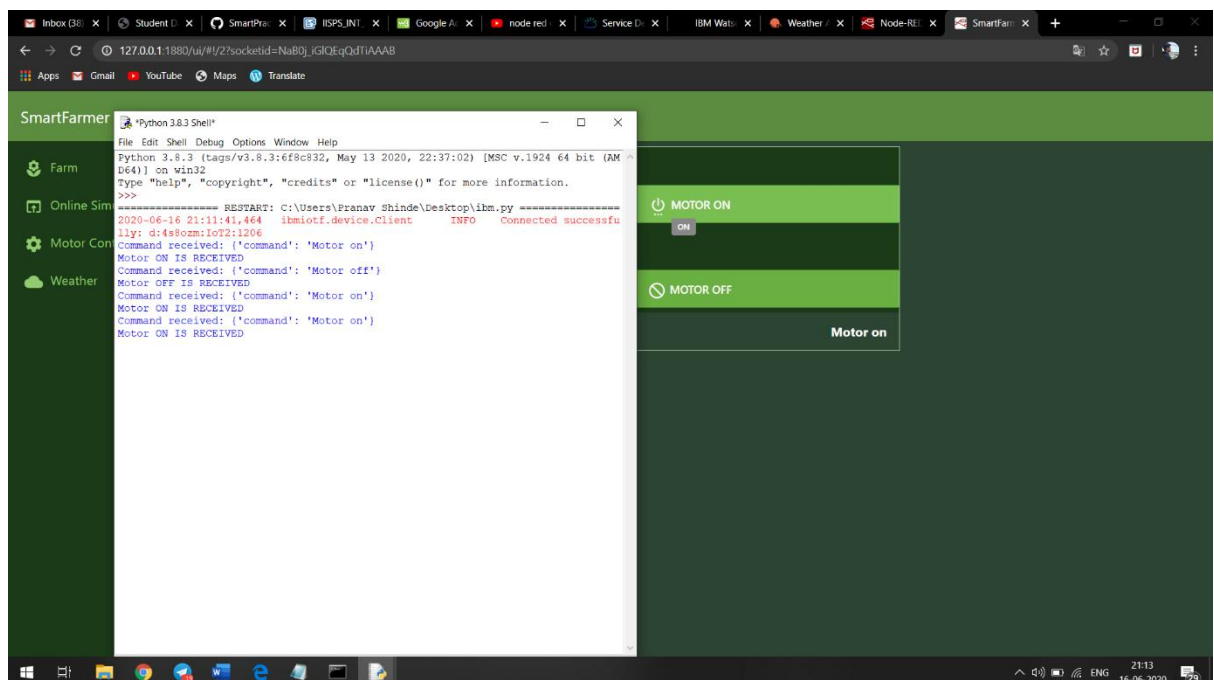 Inbox (38)
Student D
SmartPrac
IISPS_INT_
Google Ac
node red
Service De
IBM Wats
Weather /
Node-RED
SmartFarm
127.0.0.1:1880/ui/#!/2?socketid=NaB0j_iGlQEqQdTiAAAB
Apps
Gmail
YouTube
Maps
Translate
SmartFarmer
Farm
Online Sim
Motor Con
Weather
*Python 3.8.3 Shell*
File Edit Shell Debug Options Window Help
Python 3.8.3 (tags/v3.8.3:6f8c832, May 13 2020, 22:37:02) [MSC v.1924 64 bit (AM
D64)] on win32
Type "help", "copyright", "credits" or "license()" for more information.
>>>
================ RESTART: C:\Users\Pranav Shinde\Desktop\ibm.py ================
2020-06-16 21:11:41,464 ibmiotf.device.Client INFO Connected successfu
lly: d:4s8ozm:IoT2:1206
Command received: {'command': 'Motor on'}
Motor ON IS RECEIVED
Command received: {'command': 'Motor off'}
Motor OFF IS RECEIVED
Command received: {'command': 'Motor on'}
Motor ON IS RECEIVED
Command received: {'command': 'Motor on'}
Motor ON IS RECEIVED
MOTOR ON
ON
MOTOR OFF
Motor on
ENG
21:13
16-06-2020
29